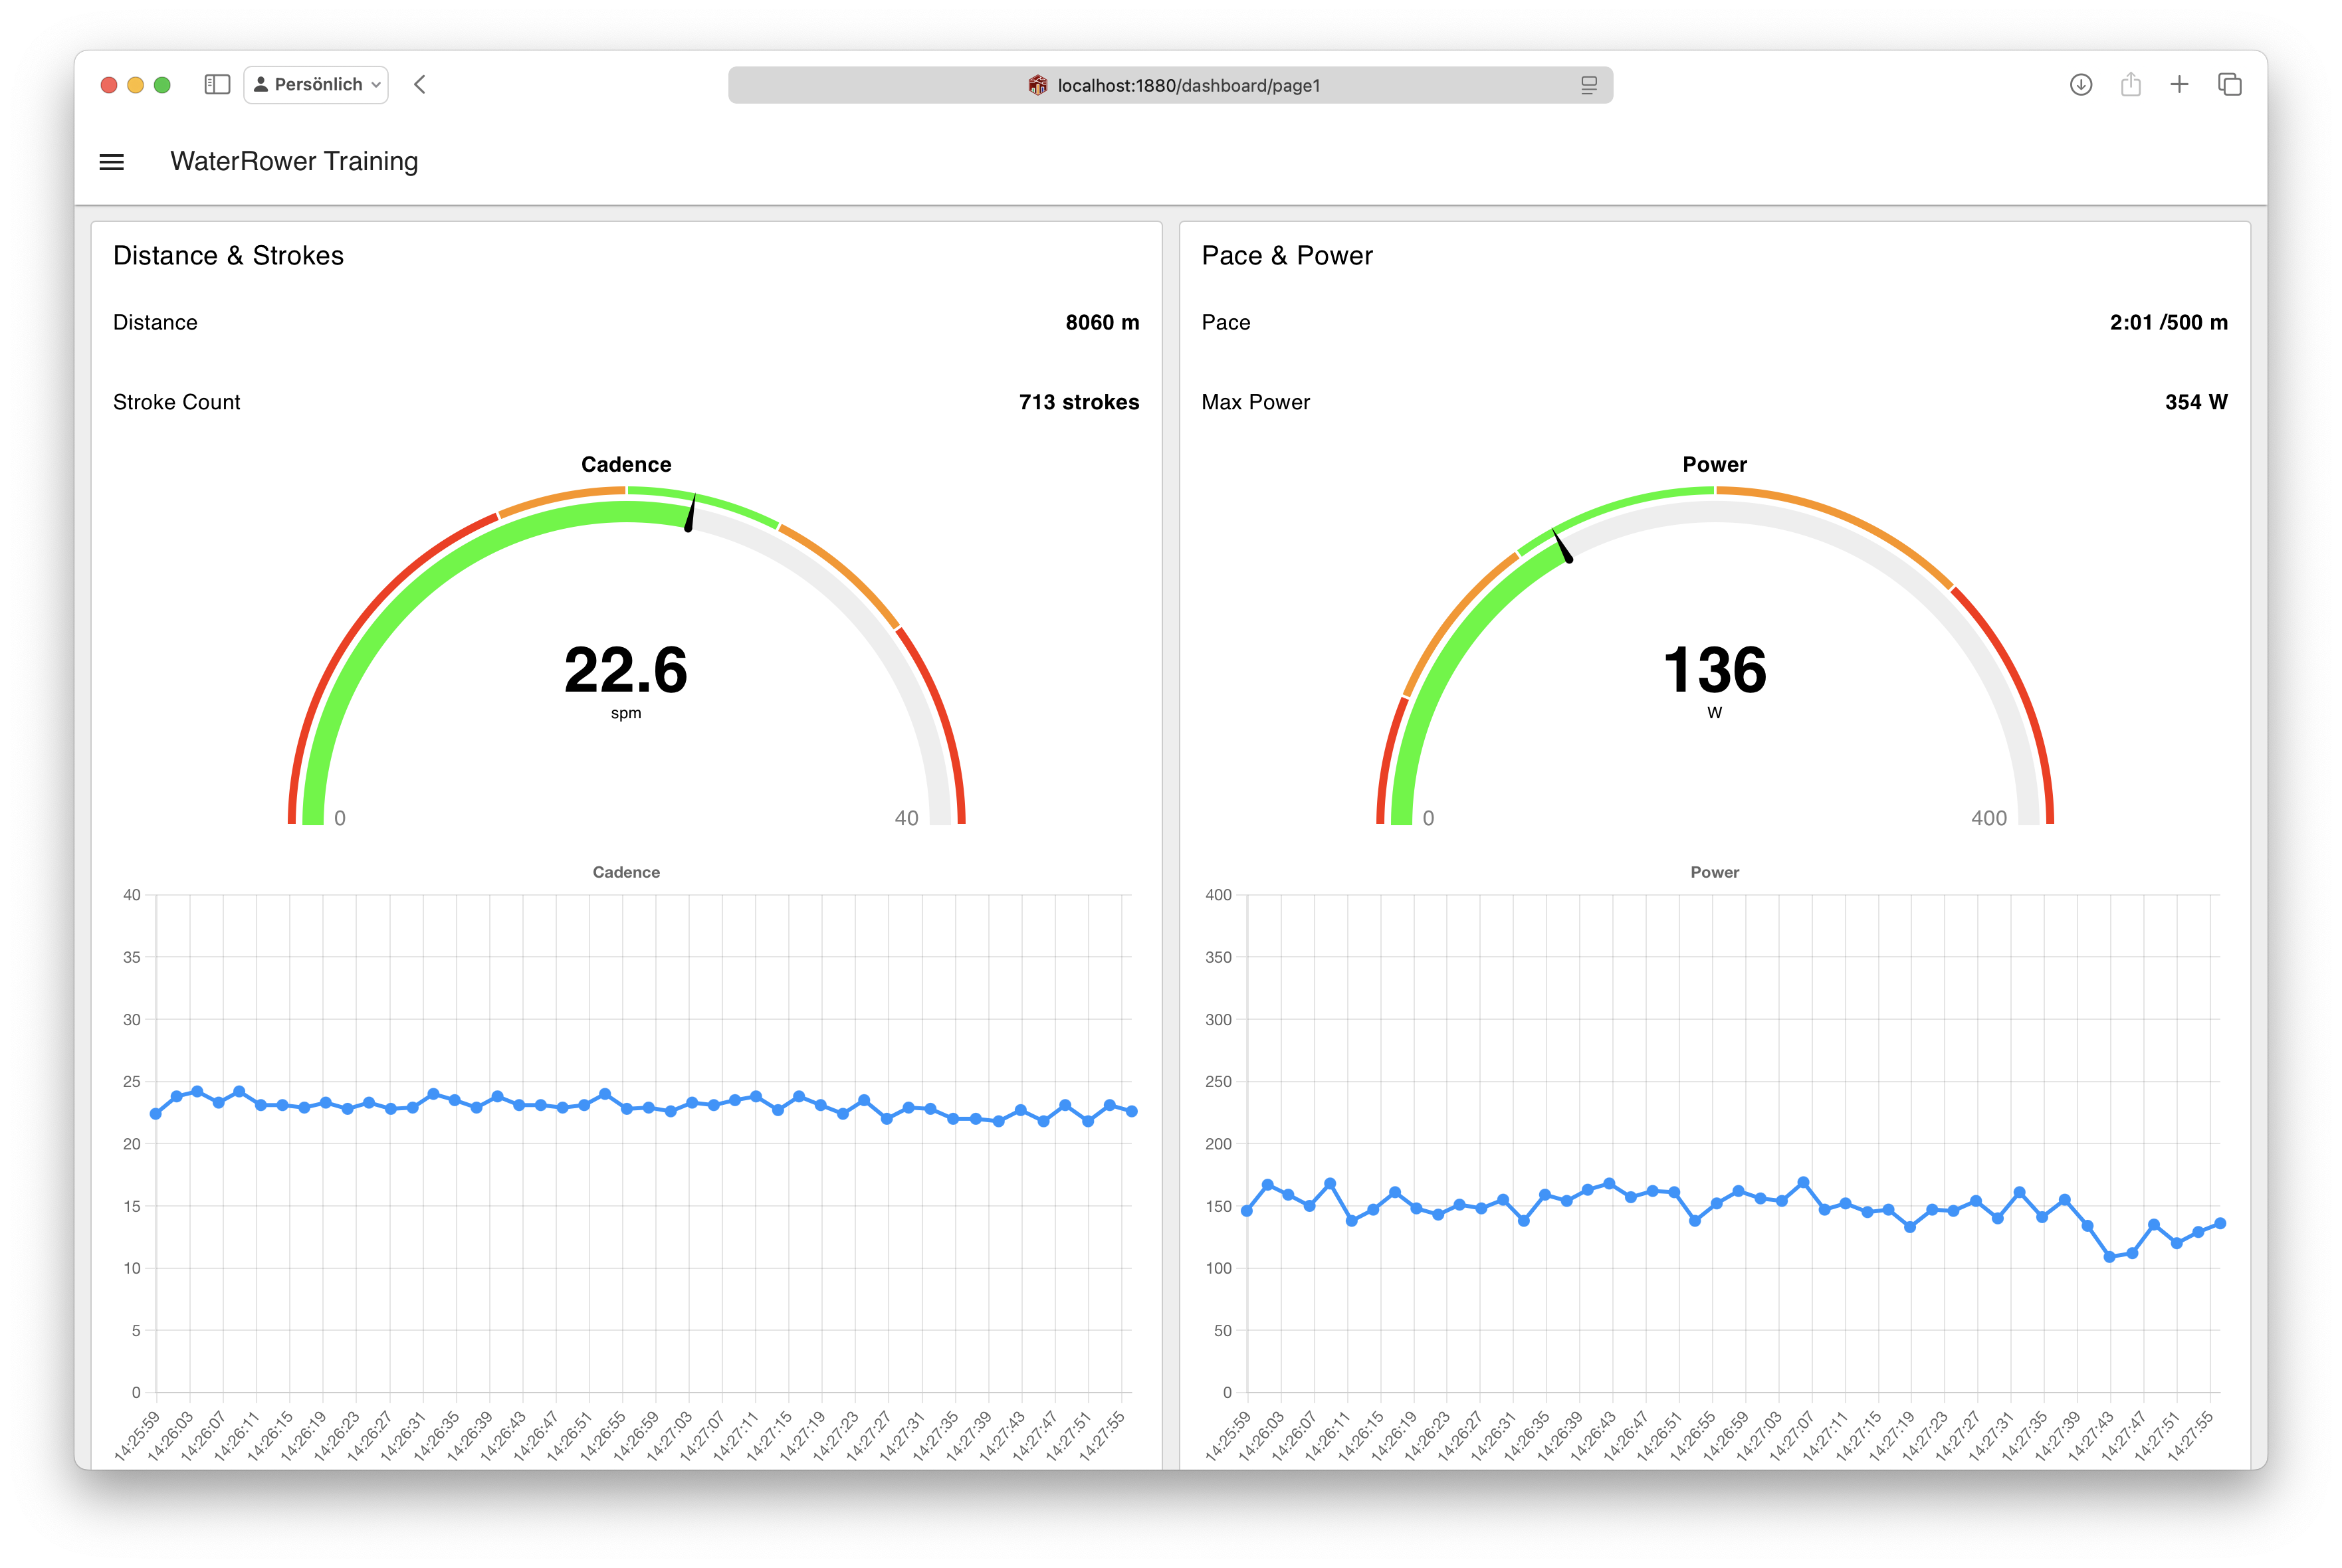 Persönlich
localhost:1880/dashboard/page1
WaterRower Training
Distance & Strokes
Distance 8060 m
Stroke Count 713 strokes
Cadence
22.6
sppm
0 40
Cadence
40
35
30
25
20
15
10
5
0
14:25:59 14:26:03 14:26:07 14:26:11 14:26:15 14:26:19 14:26:23 14:26:27 14:26:31 14:26:35 14:26:39 14:26:43 14:26:47 14:26:51 14:26:55 14:26:59 14:27:03 14:27:07 14:27:11 14:27:15 14:27:19 14:27:23 14:27:27 14:27:31 14:27:35 14:27:39 14:27:43 14:27:47 14:27:51 14:27:55
Pace & Power
Pace 2:01 /500 m
Max Power 354 W
Power
136
W
0 400
Power
400
350
300
250
200
150
100
50
0
14:25:59 14:26:03 14:26:07 14:26:11 14:26:15 14:26:19 14:26:23 14:26:27 14:26:31 14:26:35 14:26:39 14:26:43 14:26:47 14:26:51 14:26:55 14:26:59 14:27:03 14:27:07 14:27:11 14:27:15 14:27:19 14:27:23 14:27:27 14:27:31 14:27:35 14:27:39 14:27:43 14:27:47 14:27:51 14:27:55